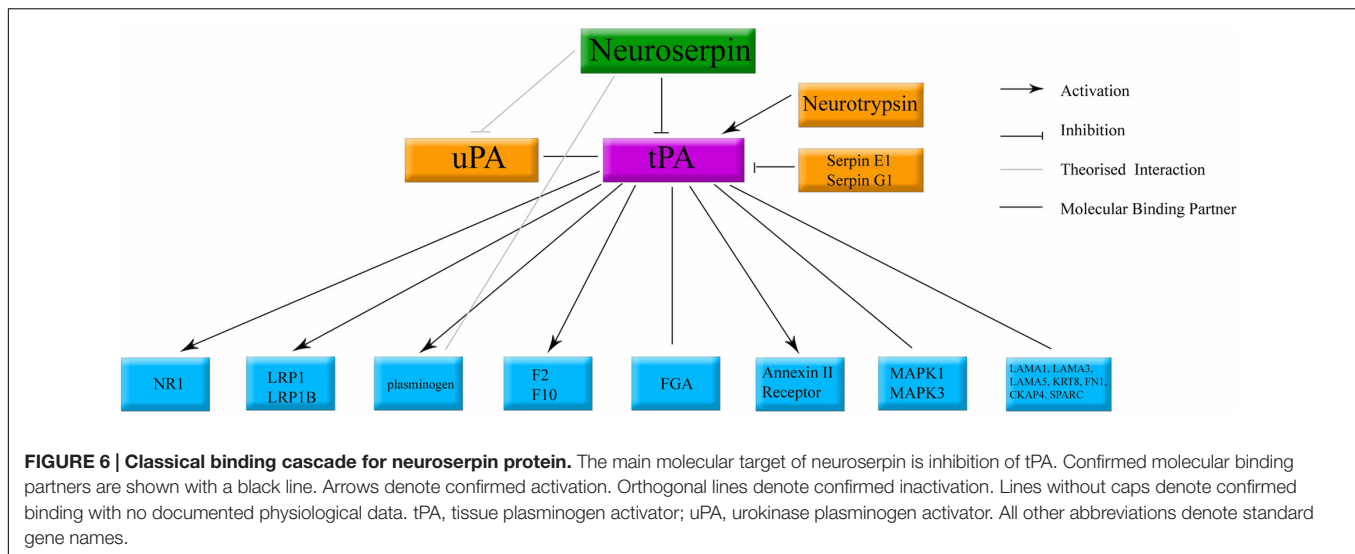 Neuroserpin
Neurotrypsin
uPA
tPA
Serpin E1
Serpin G1
Activation
Inhibition
Theorised Interaction
Molecular Binding Partner
NR1
LRP1
LRP1B
plasminogen
F2
F10
FGA
Annexin II
Receptor
MAPK1
MAPK3
LAMA1, LAMA3,
LAMA5, KRT8, FN1,
CKAP4, SPARC
FIGURE 6 | Classical binding cascade for neuroserpin protein. The main molecular target of neuroserpin is inhibition of tPA. Confirmed molecular binding
partners are shown with a black line. Arrows denote confirmed activation. Orthogonal lines denote confirmed inactivation. Lines without caps denote confirmed
binding with no documented physiological data. tPA, tissue plasminogen activator; uPA, urokinase plasminogen activator. All other abbreviations denote standard
gene names.